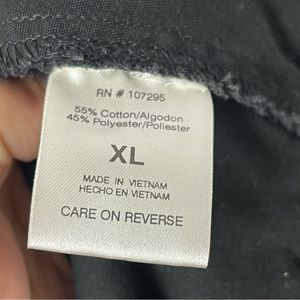 RN # 107295
55% Cotton/Algodon
45% Polyester/Poliester
XL
MADE IN VIETNAM
HECHO EN VIETNAM
CARE ON REVERSE